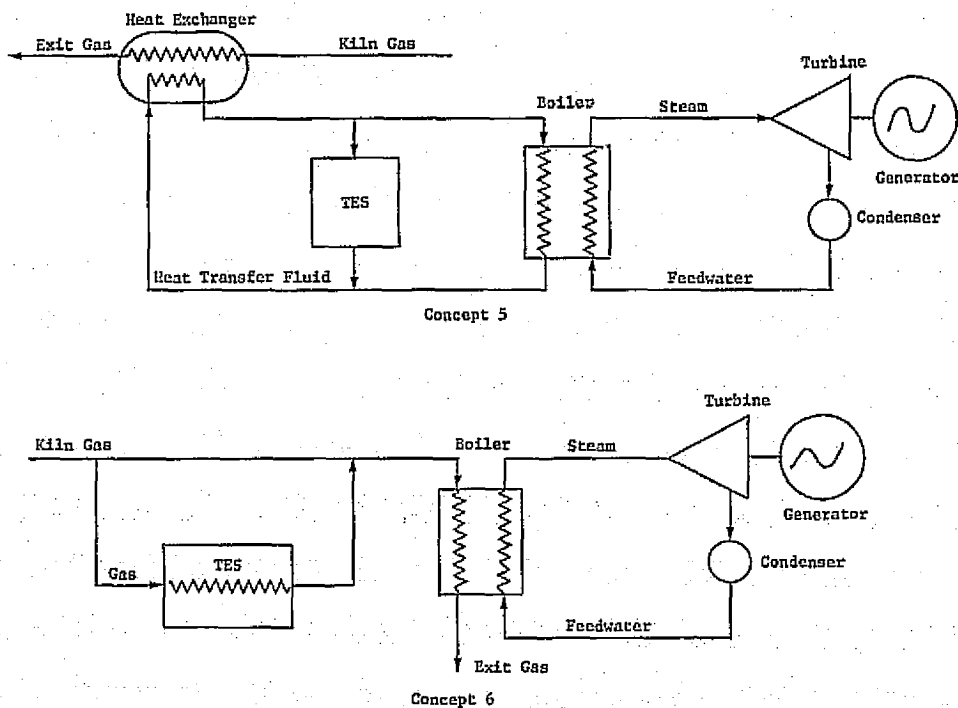 Heat Exchanger
Exit Gas
Kiln Gas
Turbine
Boiler
Steam
Generator
TES
Condenser
Heat Transfer Fluid
Feedwater
Concept 5
Turbine
Kiln Gas
Boiler
Steam
Generator
TES
Gas
Condenser
Feedwater
Exit Gas
Concept 6